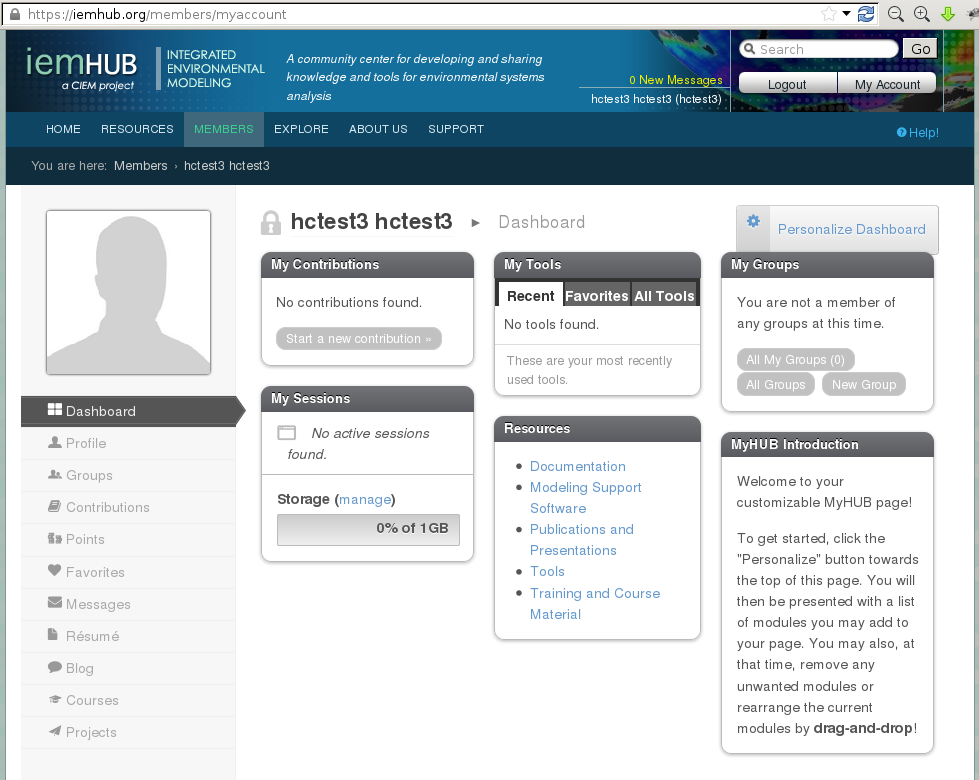 https://iemhub.org/members/myaccount
iemHUB
a CIEM project
INTEGRATED
ENVIRONMENTAL
MODELING
A community center for developing and sharing
knowledge and tools for environmental systems
analysis
0 New Messages
hctest3 hctest3 (hctest3)
Search
Go
Logout
My Account
HOME RESOURCES MEMBERS EXPLORE ABOUT US SUPPORT
Help!
You are here: Members › hctest3 hctest3
hctest3 hctest3 ► Dashboard
Personalize Dashboard
Dashboard
Profile
Groups
Contributions
Points
Favorites
Messages
Résumé
Blog
Courses
Projects
My Contributions
No contributions found.
Start a new contribution »
My Sessions
No active sessions
found.
Storage (manage)
0% of 1GB
My Tools
Recent Favorites All Tools
No tools found.
These are your most recently
used tools.
Resources
• Documentation
• Modeling Support
Software
• Publications and
Presentations
• Tools
• Training and Course
Material
My Groups
You are not a member of
any groups at this time.
All My Groups (0)
All Groups New Group
MyHUB Introduction
Welcome to your
customizable MyHUB page!
To get started, click the
"Personalize" button towards
the top of this page. You will
then be presented with a list
of modules you may add to
your page. You may also, at
that time, remove any
unwanted modules or
rearrange the current
modules by drag-and-drop!